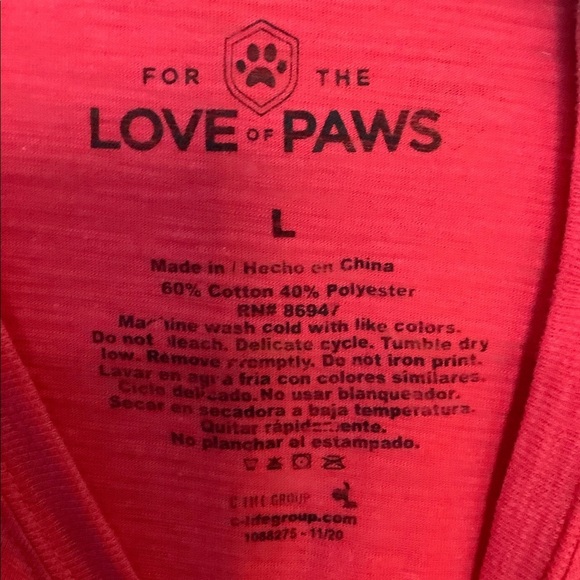 FOR THE
LOVE OF PAWS
L
Made in / Hecho en China
60% Cotton 40% Polyester
RN# 86947
Machine wash cold with like colors.
Do not bleach. Delicate cycle. Tumble dry
low. Remove promptly. Do not iron print.
Lavar en agua fria con colores similares.
Ciclo delicado. No usar blanqueador.
Secar en secadora a baja temperatura.
Quitar rápidamente.
No planchar el estampado.
GROUP
c-lifegroup.com
1088275 - 11/20